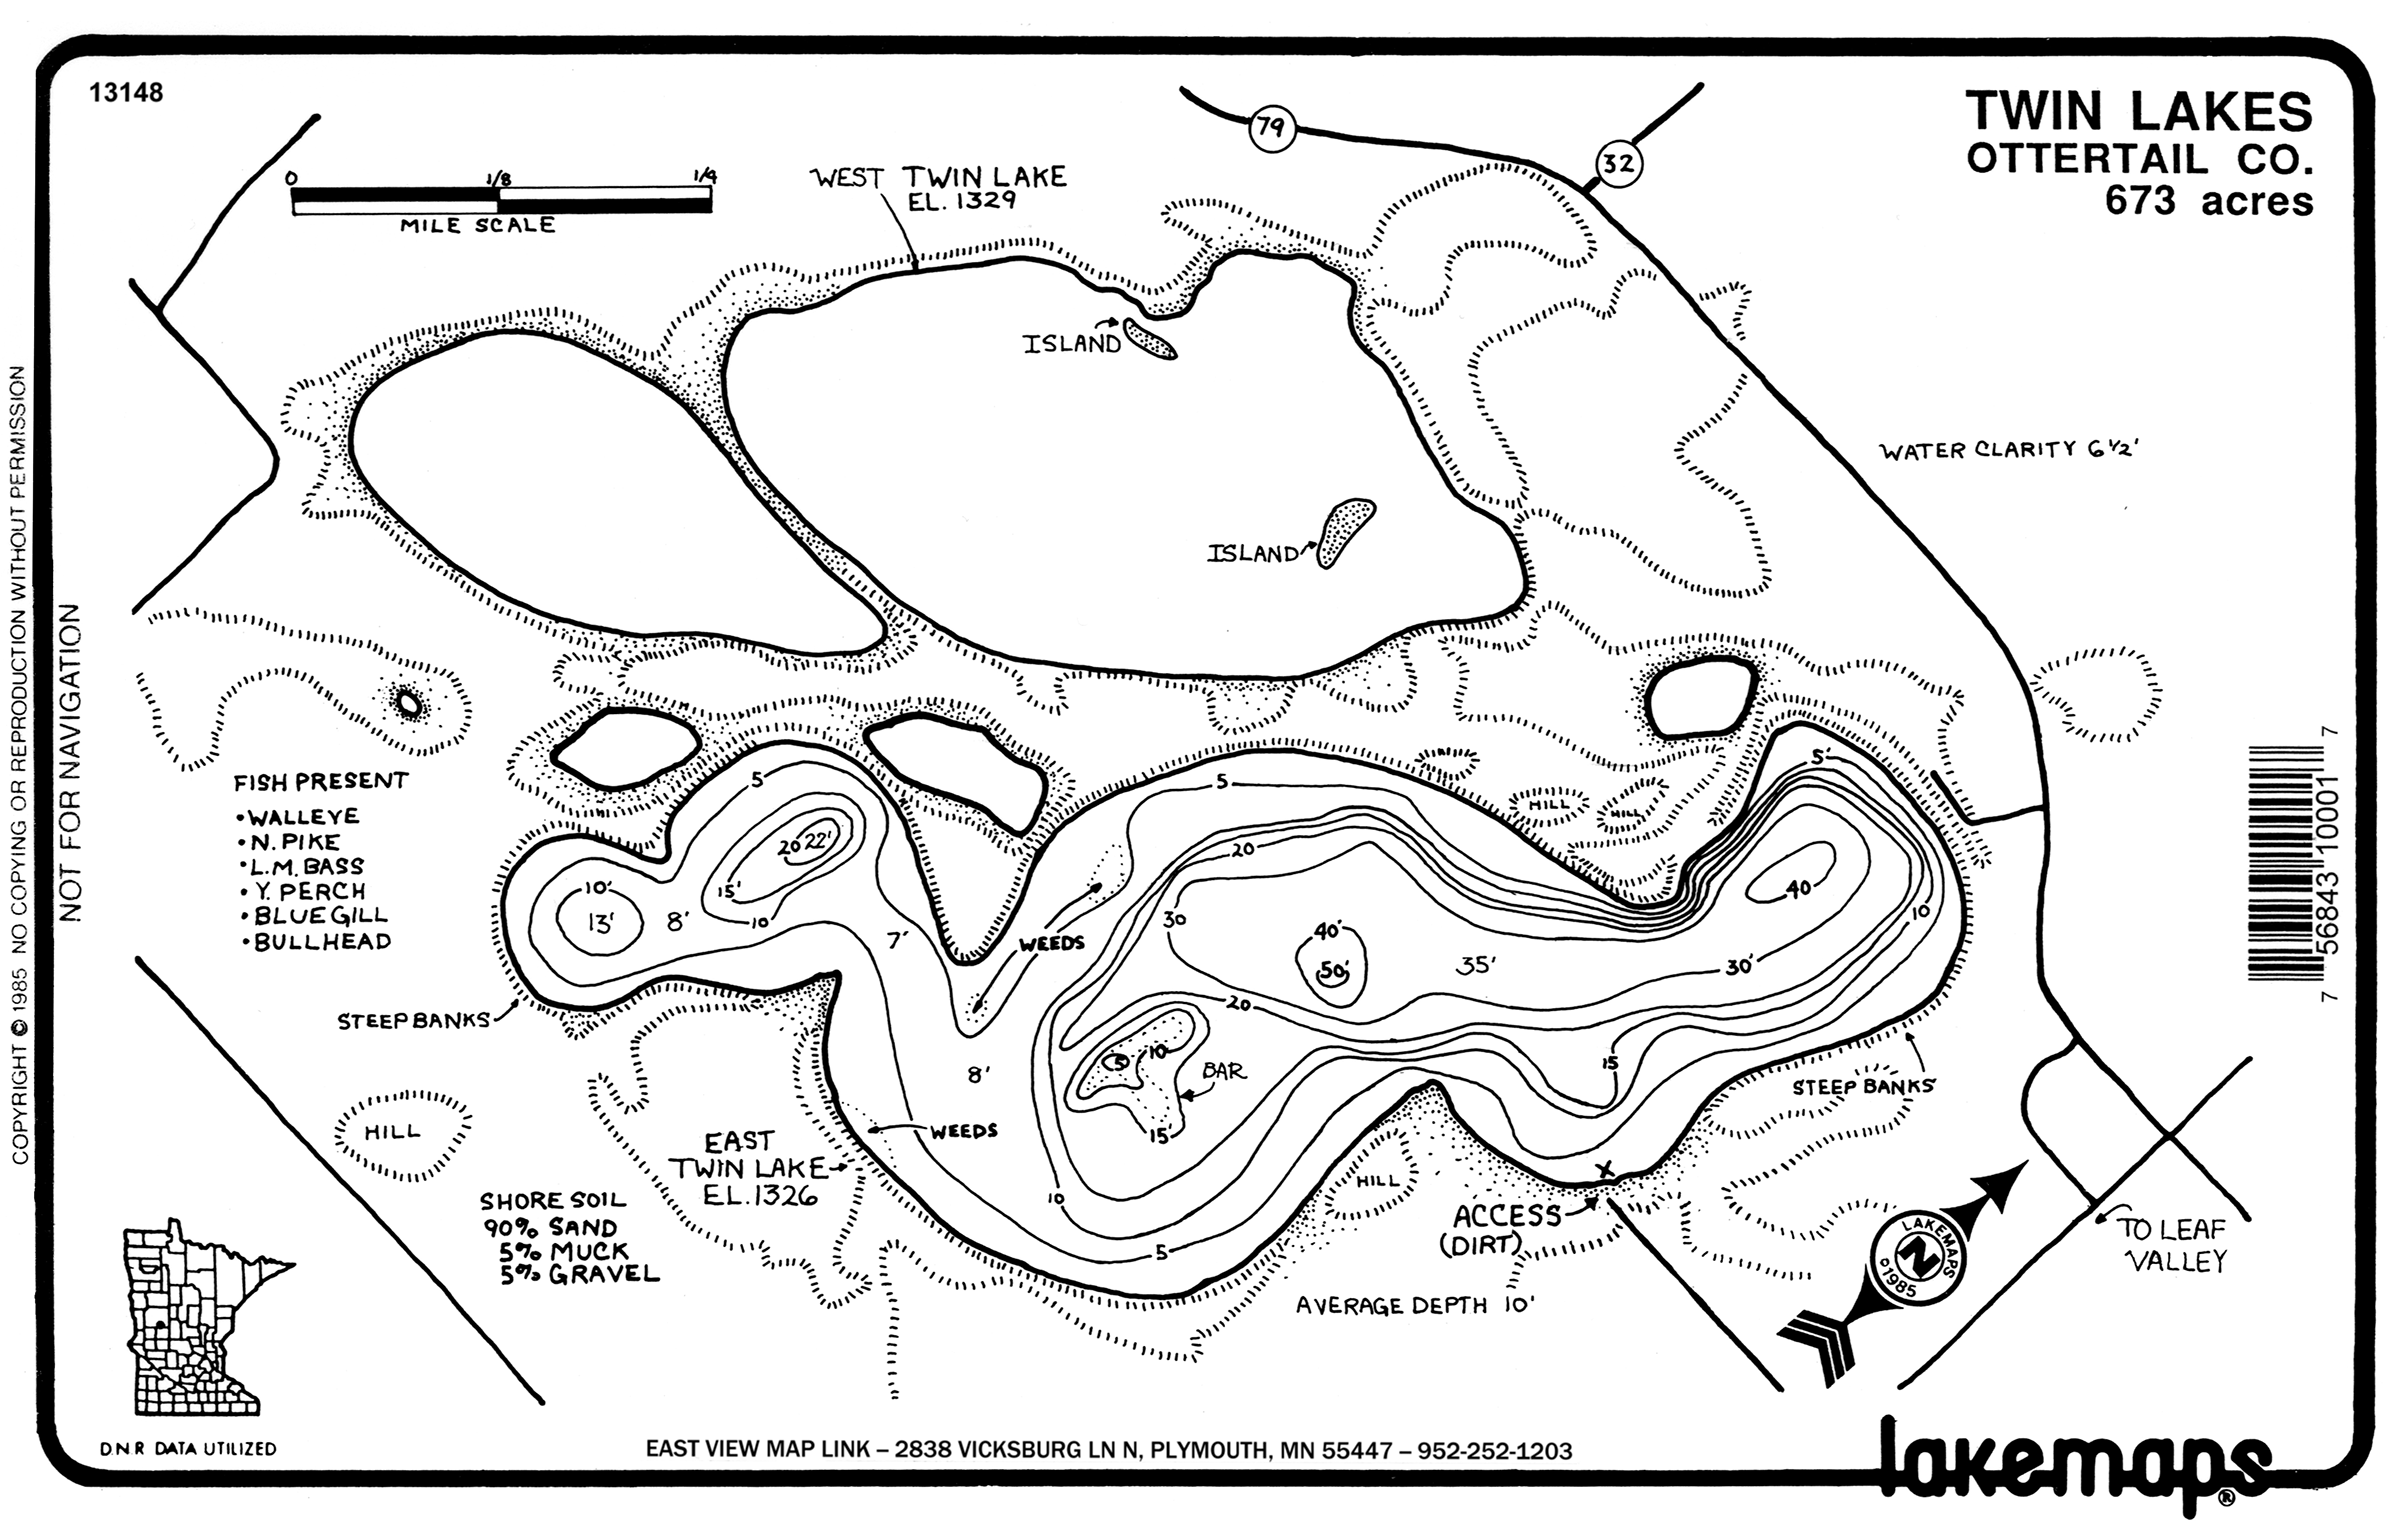 13148
TWIN LAKES
OTTERTAIL CO.
673 acres
79
32
0 1/8 1/4
MILE SCALE
WEST TWIN LAKE
EL. 1329
ISLAND
ISLAND
WATER CLARITY 6 1/2'
COPYRIGHT © 1985 NO COPYING OR REPRODUCTION WITHOUT PERMISSION
NOT FOR NAVIGATION
FISH PRESENT
•WALLEYE
•N. PIKE
•L.M. BASS
•Y. PERCH
•BLUEGILL
•BULLHEAD
5
20 22'
15'
10
10'
13'
8'
7'
WEEDS
5
20
30
40'
50'
35'
30'
40
5'
10
HILL
HILL
20
5
10
BAR
15'
15
8'
WEEDS
10
5
STEEP BANKS
STEEP BANKS
HILL
EAST
TWIN LAKE
EL. 1326
SHORE SOIL
90% SAND
5% MUCK
5% GRAVEL
HILL
X
ACCESS
(DIRT)
AVERAGE DEPTH 10'
LAKEMAPS
N
©1985
TO LEAF
VALLEY
7 56843 10001 7
DNR DATA UTILIZED
EAST VIEW MAP LINK – 2838 VICKSBURG LN N, PLYMOUTH, MN 55447 – 952-252-1203
lakemaps®